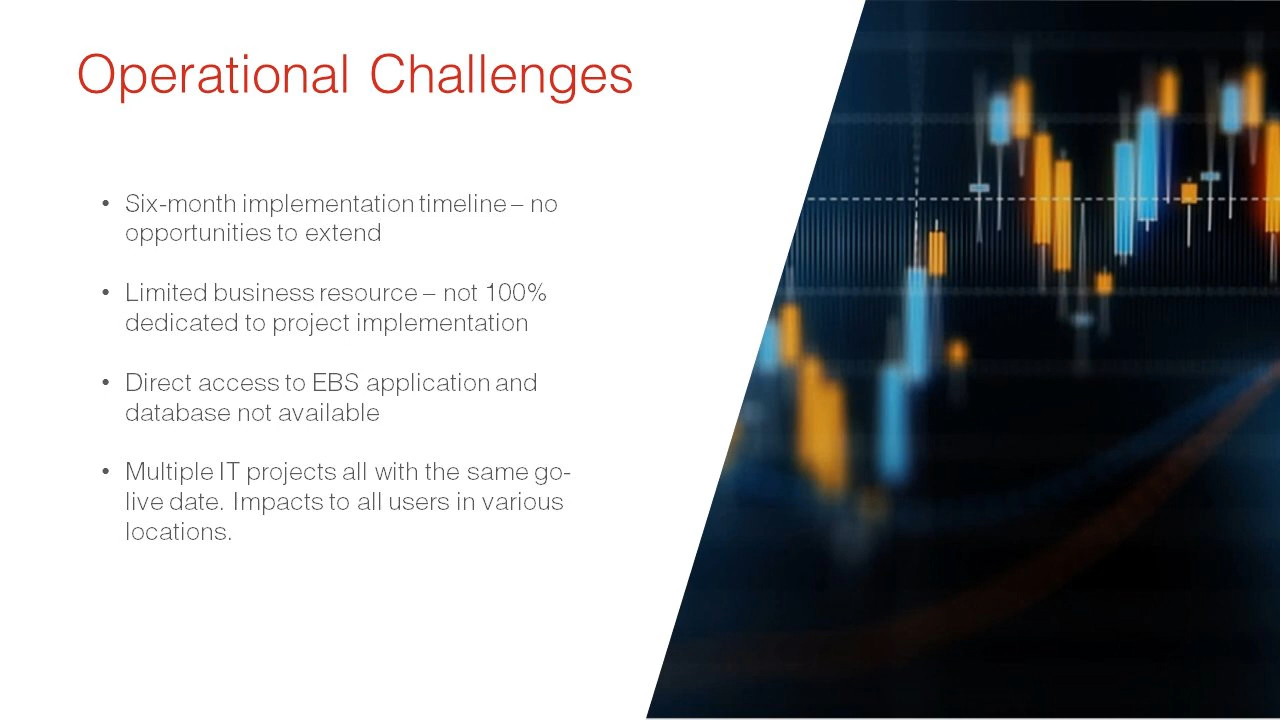 Operational Challenges
• Six-month implementation timeline – no
opportunities to extend
• Limited business resource – not 100%
dedicated to project implementation
• Direct access to EBS application and
database not available
• Multiple IT projects all with the same go-
live date. Impacts to all users in various
locations.